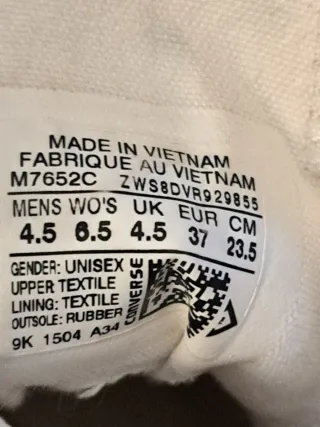 MADE IN VIETNAM
FABRIQUE AU VIETNAM
M7652C ZWS8DVR929855
MENS WO'S UK EUR CM
4.5 6.5 4.5 37 23.5
GENDER: UNISEX
UPPER TEXTILE
LINING: TEXTILE
OUTSOLE: RUBBER
9K 1504 A34
CONVERSE